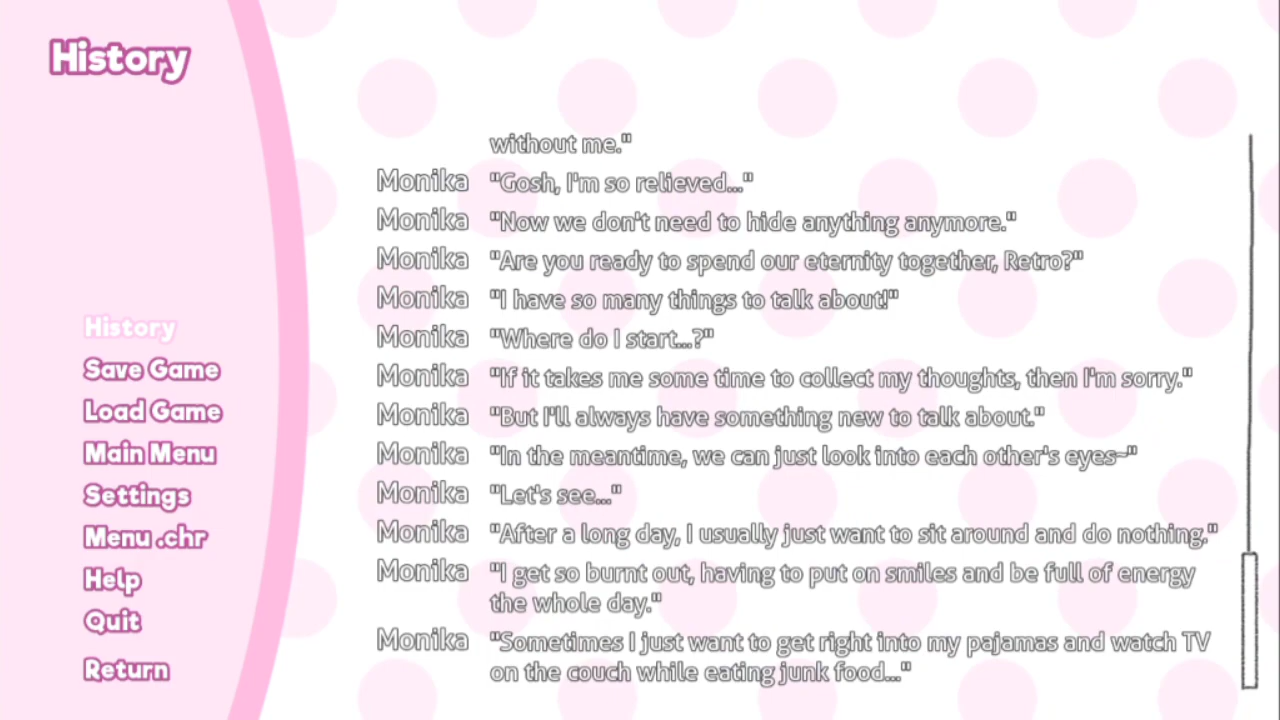 History
without me."
Monika "Gosh, I'm so relieved..."
Monika "Now we don't need to hide anything anymore."
Monika "Are you ready to spend our eternity together, Retro?"
Monika "I have so many things to talk about!"
Monika "Where do I start...?"
Monika "If it takes me some time to collect my thoughts, then I'm sorry."
Monika "But I'll always have something new to talk about."
Monika "In the meantime, we can just look into each other's eyes~"
Monika "Let's see..."
Monika "After a long day, I usually just want to sit around and do nothing."
Monika "I get so burnt out, having to put on smiles and be full of energy
the whole day."
Monika "Sometimes I just want to get right into my pajamas and watch TV
on the couch while eating junk food..."
History
Save Game
Load Game
Main Menu
Settings
Menu .chr
Help
Quit
Return